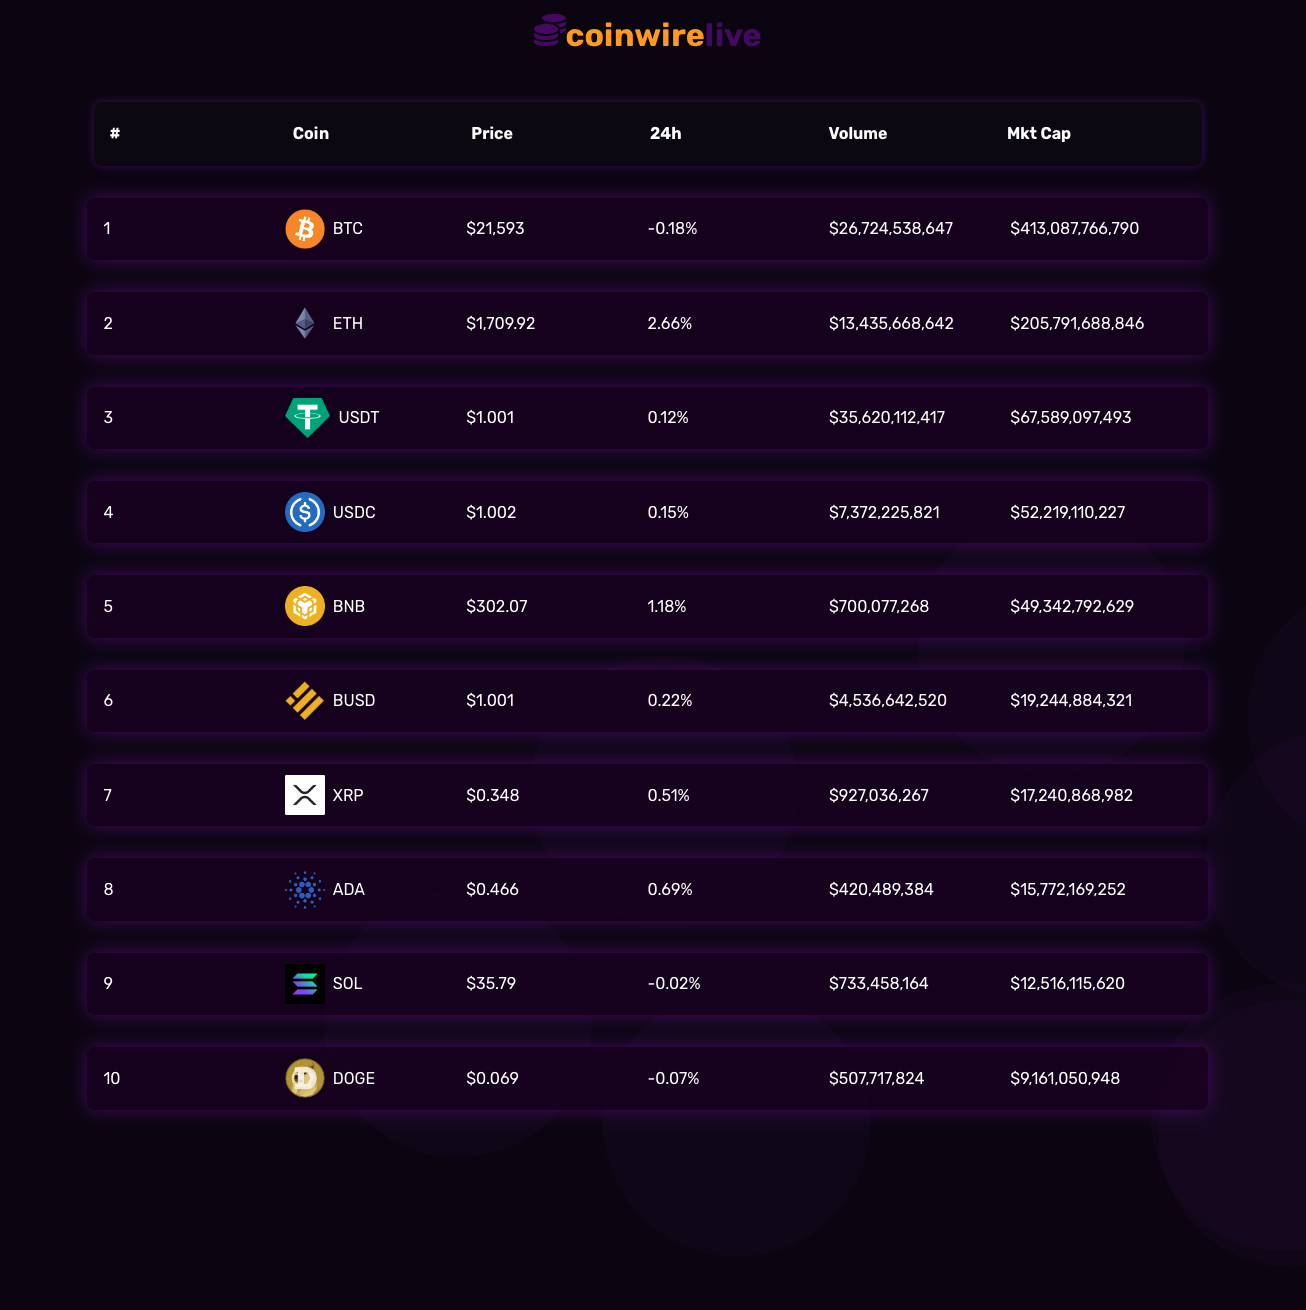 coinwirelive
# Coin Price 24h Volume Mkt Cap
1 BTC $21,593 -0.18% $26,724,538,647 $413,087,766,790
2 ETH $1,709.92 2.66% $13,435,668,642 $205,791,688,846
3 USDT $1.001 0.12% $35,620,112,417 $67,589,097,493
4 USDC $1.002 0.15% $7,372,225,821 $52,219,110,227
5 BNB $302.07 1.18% $700,077,268 $49,342,792,629
6 BUSD $1.001 0.22% $4,536,642,520 $19,244,884,321
7 XRP $0.348 0.51% $927,036,267 $17,240,868,982
8 ADA $0.466 0.69% $420,489,384 $15,772,169,252
9 SOL $35.79 -0.02% $733,458,164 $12,516,115,620
10 DOGE $0.069 -0.07% $507,717,824 $9,161,050,948